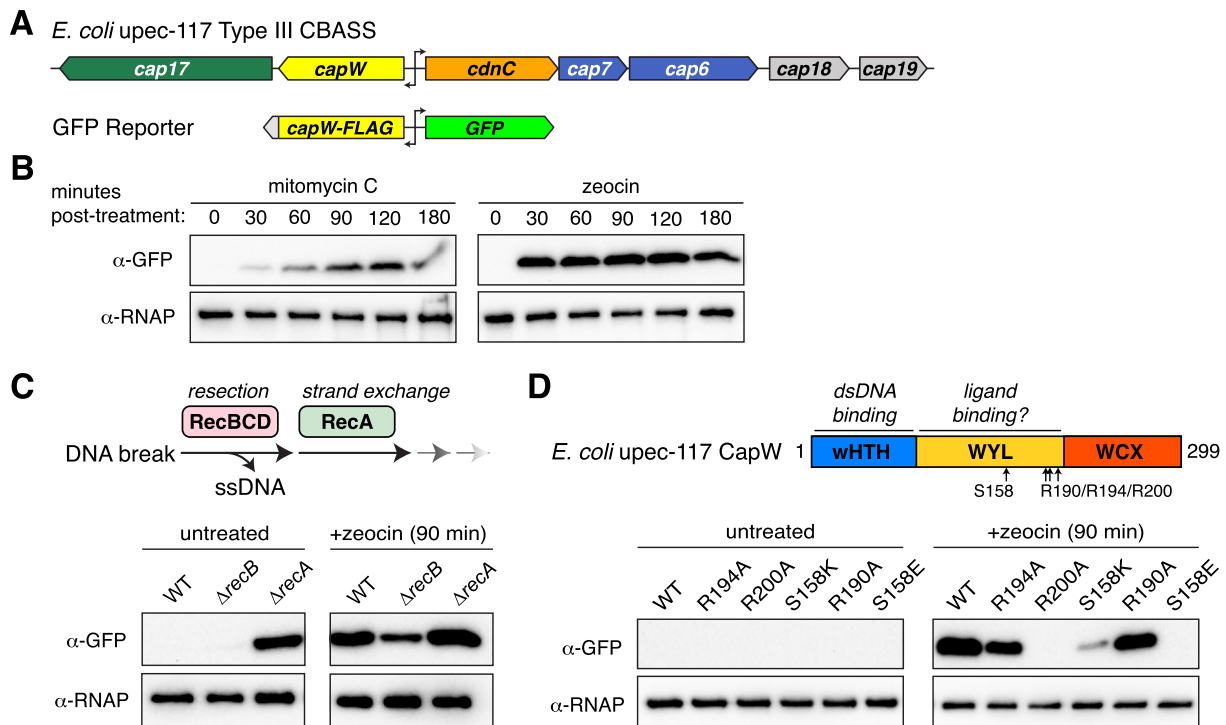 A E. coli upec-117 Type III CBASS
cap17 capW cdnC cap7 cap6 cap18 cap19
GFP Reporter capW-FLAG GFP
B
minutes
post-treatment:
mitomycin C
0 30 60 90 120 180
zeocin
0 30 60 90 120 180
α-GFP
α-RNAP
C
resection strand exchange
RecBCD RecA
DNA break
ssDNA
untreated
WT ΔrecB ΔrecA
+zeocin (90 min)
WT ΔrecB ΔrecA
α-GFP
α-RNAP
D
dsDNA
binding
ligand
binding?
E. coli upec-117 CapW 1 wHTH WYL WCX 299
S158 R190/R194/R200
untreated
WT R194A R200A S158K R190A S158E
+zeocin (90 min)
WT R194A R200A S158K R190A S158E
α-GFP
α-RNAP